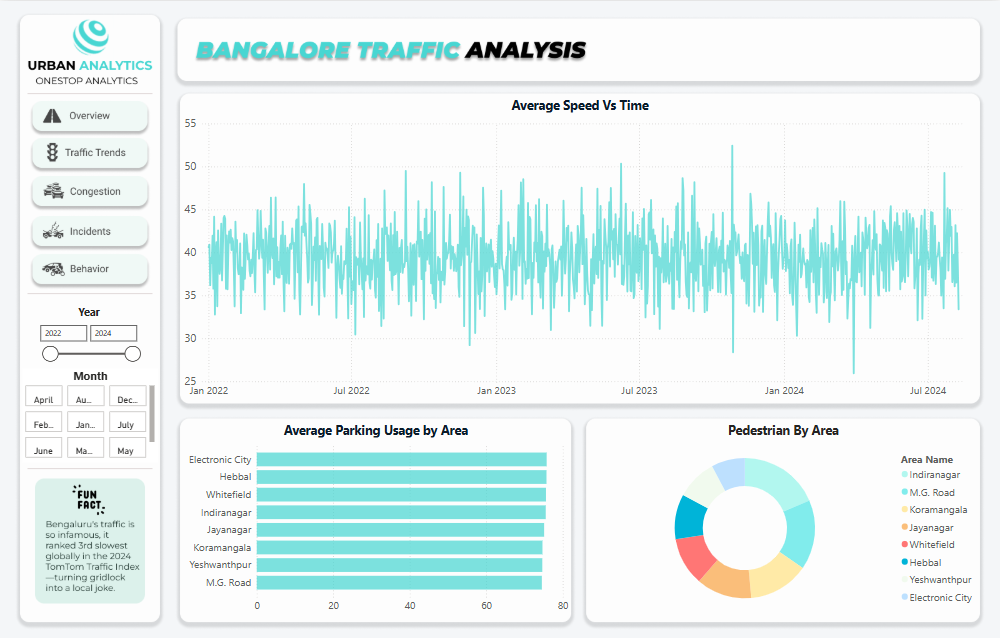 URBAN ANALYTICS
ONESTOP ANALYTICS
Overview
Traffic Trends
Congestion
Incidents
Behavior
Year
2022 2024
Month
April Au... Dec...
Feb... Jan... July
June Ma... May
FUN
FACT
Bengaluru's traffic is
so infamous, it
ranked 3rd slowest
globally in the 2024
TomTom Traffic Index
—turning gridlock
into a local joke.
BANGALORE TRAFFIC ANALYSIS
Average Speed Vs Time
55
50
45
40
35
30
25
Jan 2022 Jul 2022 Jan 2023 Jul 2023 Jan 2024 Jul 2024
Average Parking Usage by Area
Electronic City
Hebbal
Whitefield
Indiranagar
Jayanagar
Koramangala
Yeshwanthpur
M.G. Road
0 20 40 60 80
Pedestrian By Area
Area Name
Indiranagar
M.G. Road
Koramangala
Jayanagar
Whitefield
Hebbal
Yeshwanthpur
Electronic City